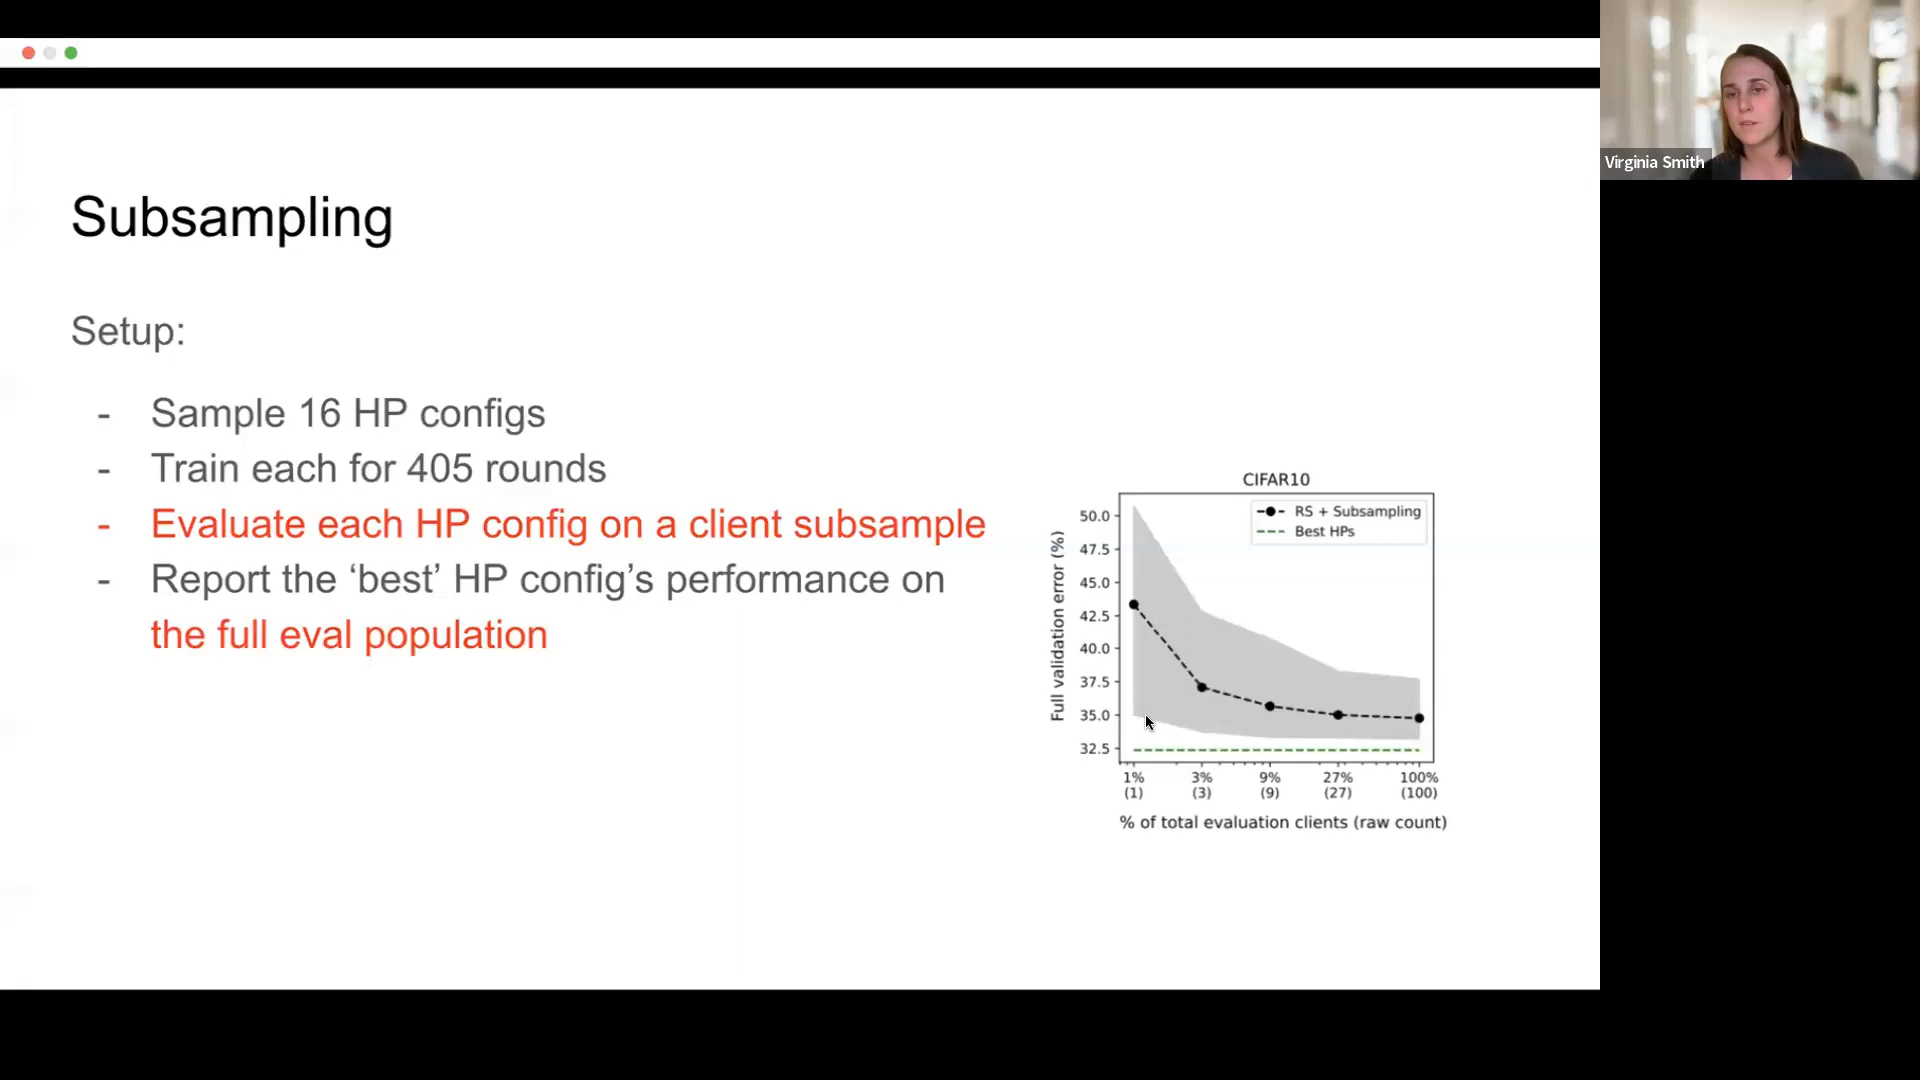 Virginia Smith
Subsampling
Setup:
- Sample 16 HP configs
- Train each for 405 rounds
- Evaluate each HP config on a client subsample
- Report the ‘best’ HP config’s performance on
the full eval population
CIFAR10
RS + Subsampling
Best HPs
Full validation error (%)
50.0
47.5
45.0
42.5
40.0
37.5
35.0
32.5
1% 3% 9% 27% 100%
(1) (3) (9) (27) (100)
% of total evaluation clients (raw count)